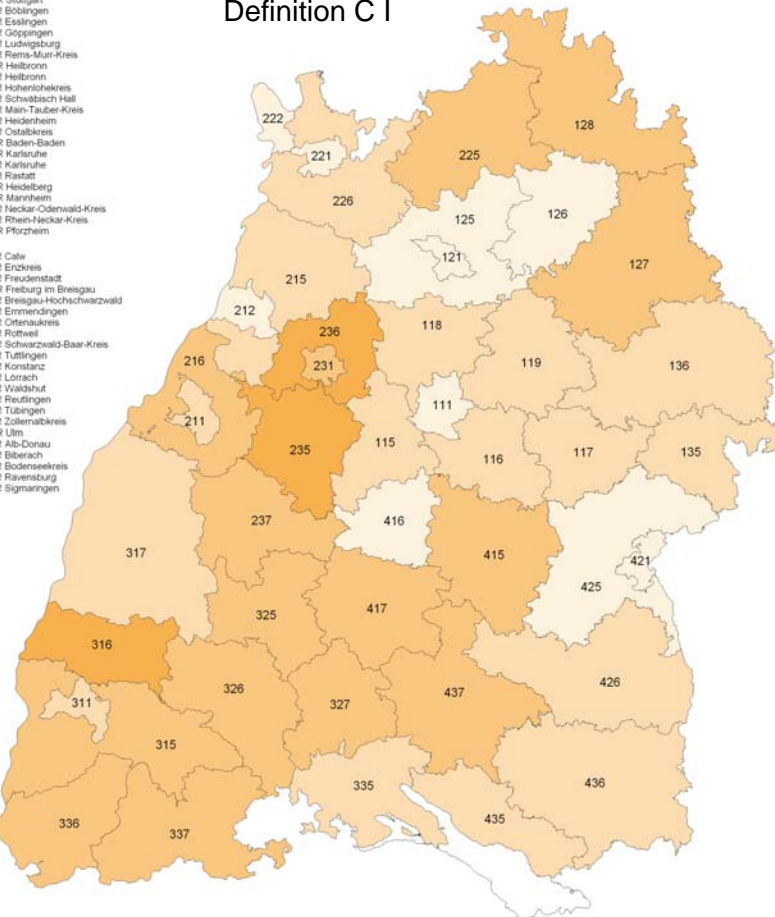 Definition C I
Stuttgart
Böblingen
Esslingen
Göppingen
Ludwigsburg
Rems-Murr-Kreis
Heilbronn
Heilbronn
Hohenlohekreis
Schwäbisch Hall
Main-Tauber-Kreis
Heidenheim
Ostalbkreis
Baden-Baden
Karlsruhe
Karlsruhe
Rastatt
Heidelberg
Mannheim
Neckar-Odenwald-Kreis
Rhein-Neckar-Kreis
Pforzheim
Calw
Enzkreis
Freudenstadt
Freiburg im Breisgau
Breisgau-Hochschwarzwald
Emmendingen
Ortenaukreis
Rottweil
Schwarzwald-Baar-Kreis
Tuttlingen
Konstanz
Lörrach
Waldshut
Reutlingen
Tübingen
Zollernalbkreis
Ulm
Alb-Donau
Biberach
Bodenseekreis
Ravensburg
Sigmaringen
222
128
221
225
226
125
126
121
127
215
212
236
118
216
231
119
136
111
211
235
115
116
117
135
416
237
415
317
421
425
325
417
316
426
311
326
327
437
315
335
436
435
336
337